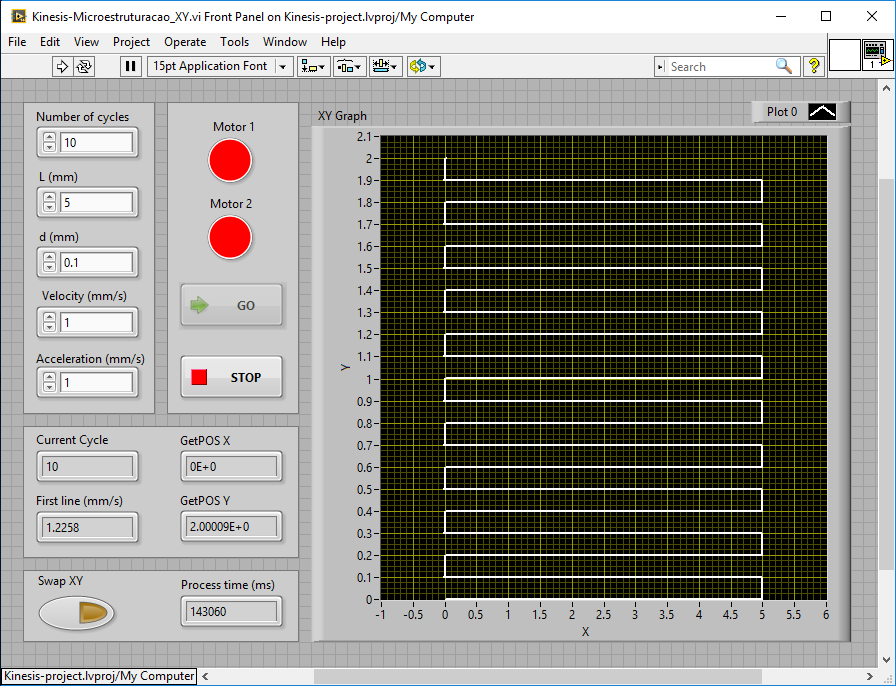 Kinesis-Microestruturacao_XY.vi Front Panel on Kinesis-project.lvproj/My Computer
File Edit View Project Operate Tools Window Help
15pt Application Font
Search
?
1
Number of cycles
10
L (mm)
5
d (mm)
0.1
Velocity (mm/s)
1
Acceleration (mm/s)
1
Motor 1
Motor 2
GO
STOP
Current Cycle
10
First line (mm/s)
1.2258
GetPOS X
0E+0
GetPOS Y
2.00009E+0
Swap XY
Process time (ms)
143060
XY Graph
Plot 0
2.1
2
1.9
1.8
1.7
1.6
1.5
1.4
1.3
1.2
1.1
1
0.9
0.8
0.7
0.6
0.5
0.4
0.3
0.2
0.1
0
Y
-1 -0.5 0 0.5 1 1.5 2 2.5 3 3.5 4 4.5 5 5.5 6
X
Kinesis-project.lvproj/My Computer